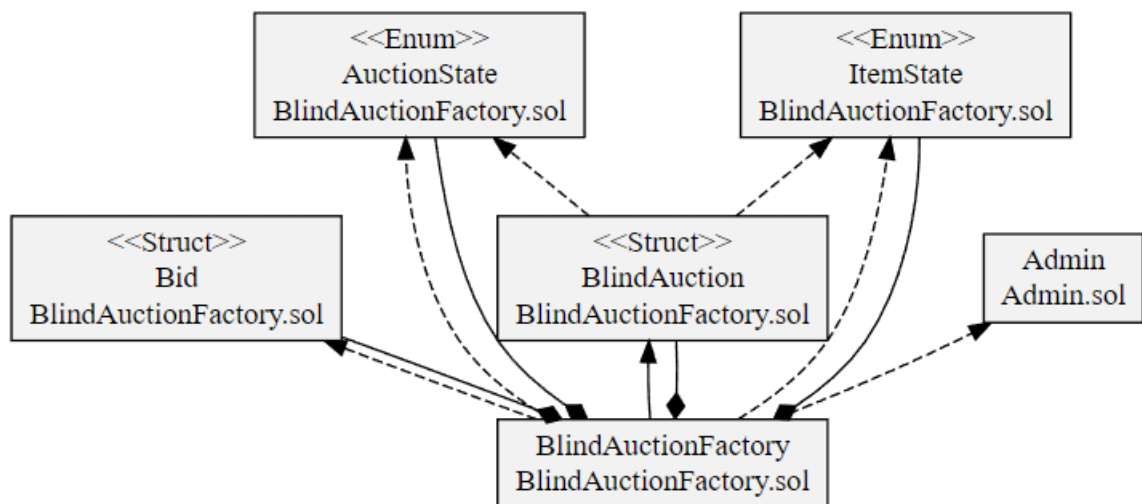 <<Enum>>
AuctionState
BlindAuctionFactory.sol
<<Enum>>
ItemState
BlindAuctionFactory.sol
<<Struct>>
Bid
BlindAuctionFactory.sol
<<Struct>>
BlindAuction
BlindAuctionFactory.sol
Admin
Admin.sol
BlindAuctionFactory
BlindAuctionFactory.sol